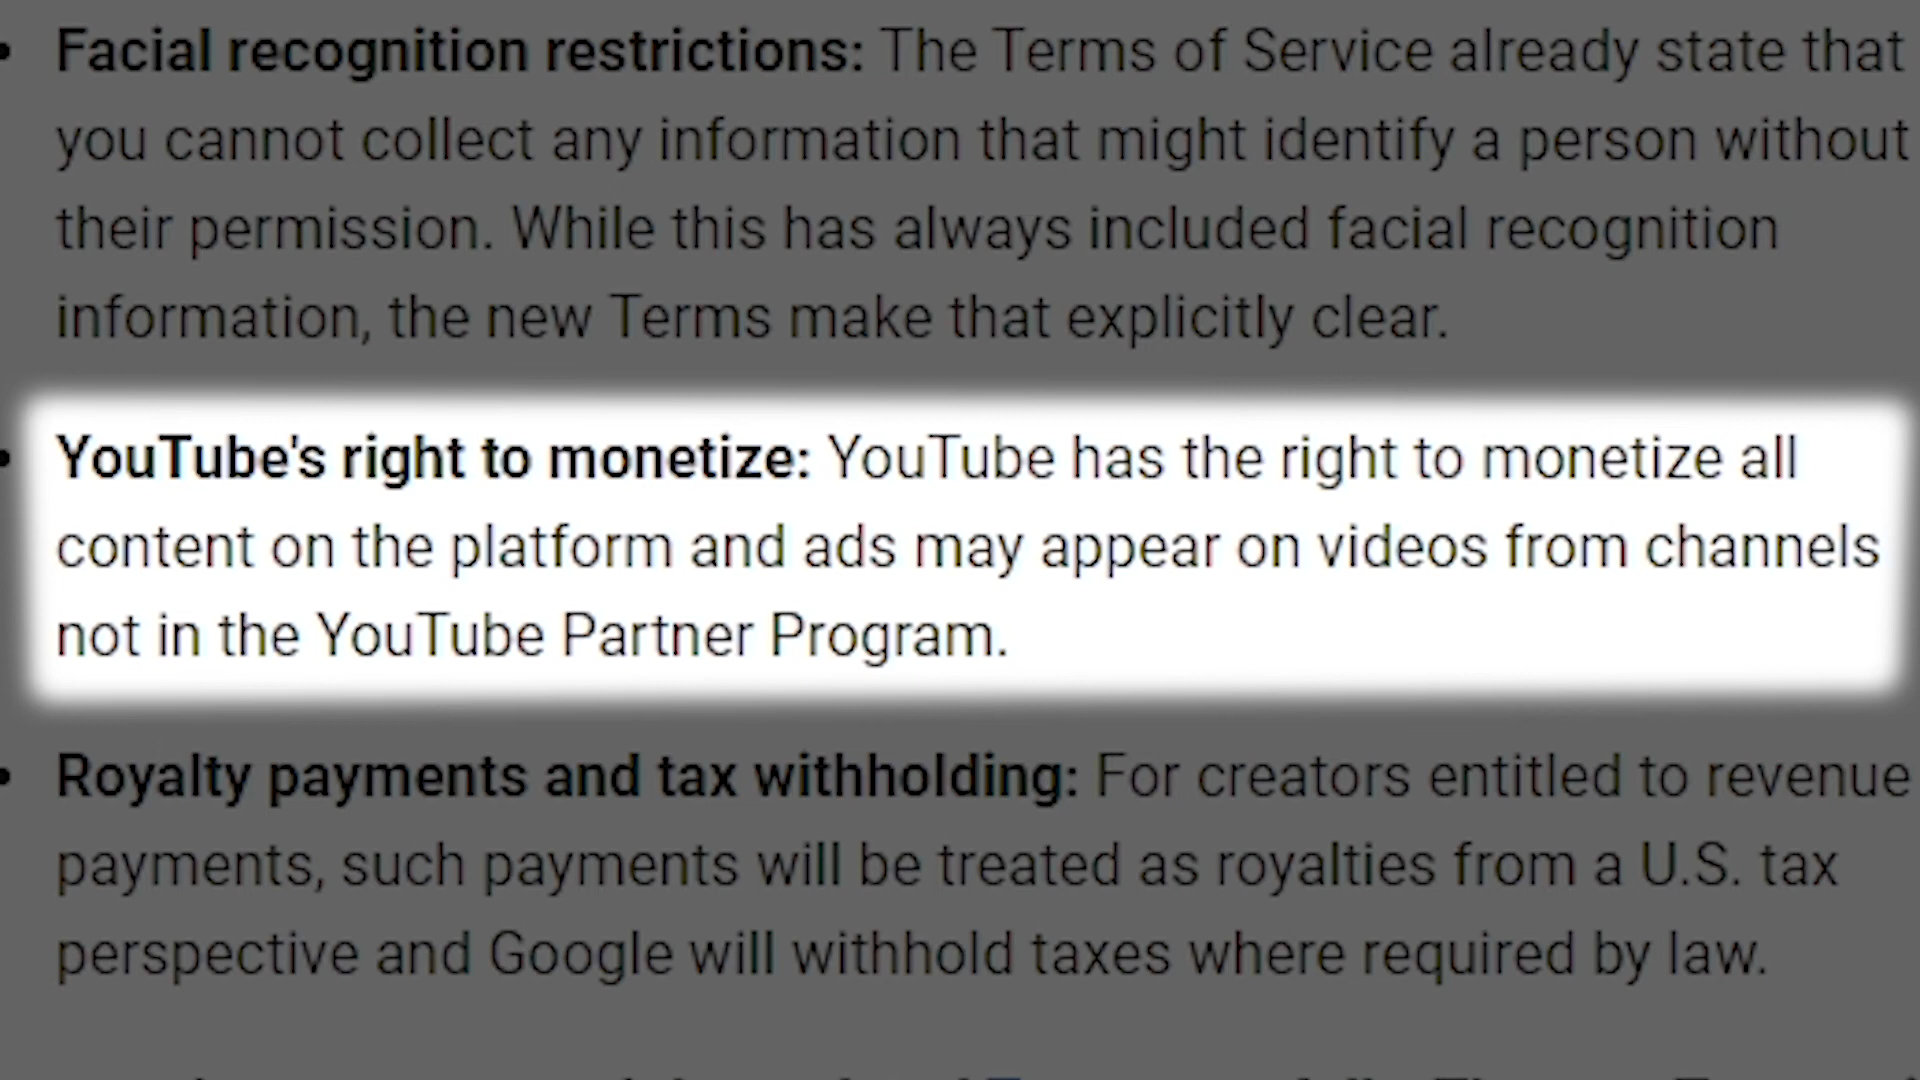 • Facial recognition restrictions: The Terms of Service already state that
you cannot collect any information that might identify a person without
their permission. While this has always included facial recognition
information, the new Terms make that explicitly clear.
• YouTube's right to monetize: YouTube has the right to monetize all
content on the platform and ads may appear on videos from channels
not in the YouTube Partner Program.
• Royalty payments and tax withholding: For creators entitled to revenue
payments, such payments will be treated as royalties from a U.S. tax
perspective and Google will withhold taxes where required by law.